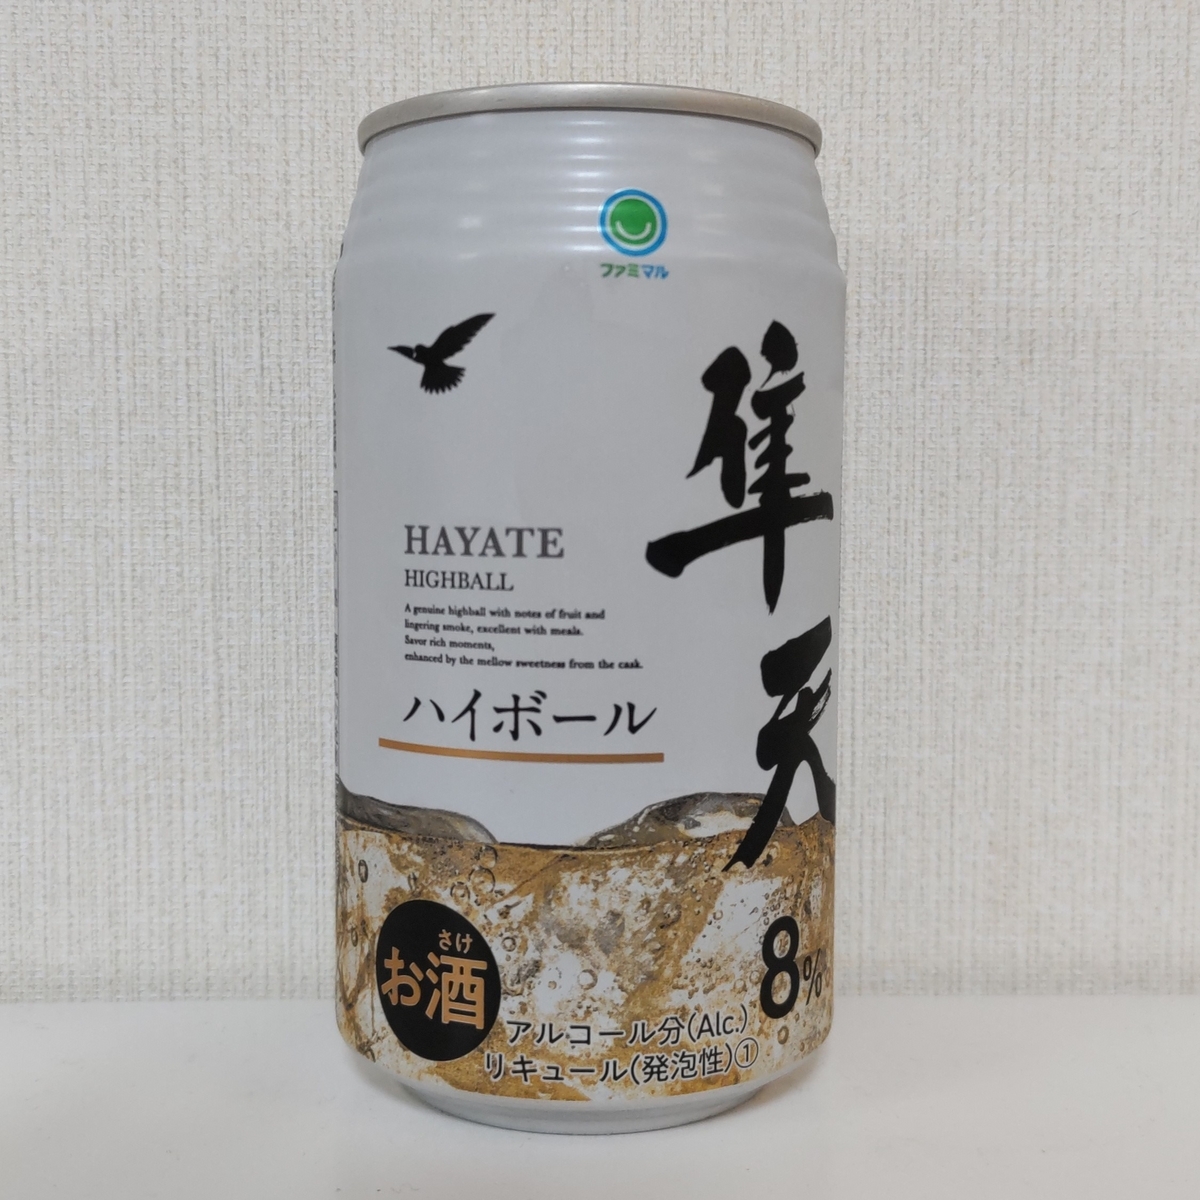 ファミマル
隼天
HAYATE
HIGHBALL
A genuine highball with notes of fruit and
lingering smoke, excellent with meals.
Savor rich moments,
enhanced by the mellow sweetness from the cask.
ハイボール
さけ
お酒
8%
アルコール分(Alc.)
リキュール(発泡性)①